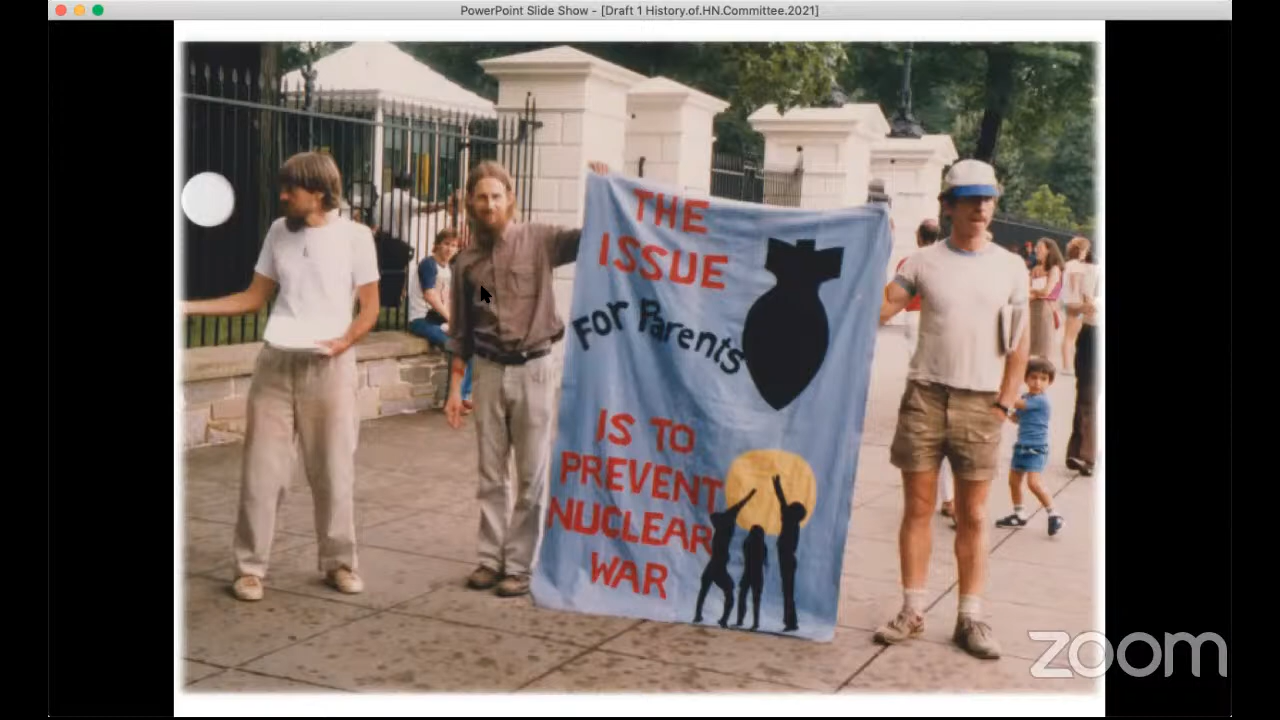 PowerPoint Slide Show - [Draft 1 History.of.HN.Committee.2021]
THE
ISSUE
For Parents
IS TO
PREVENT
NUCLEAR
WAR
zoom